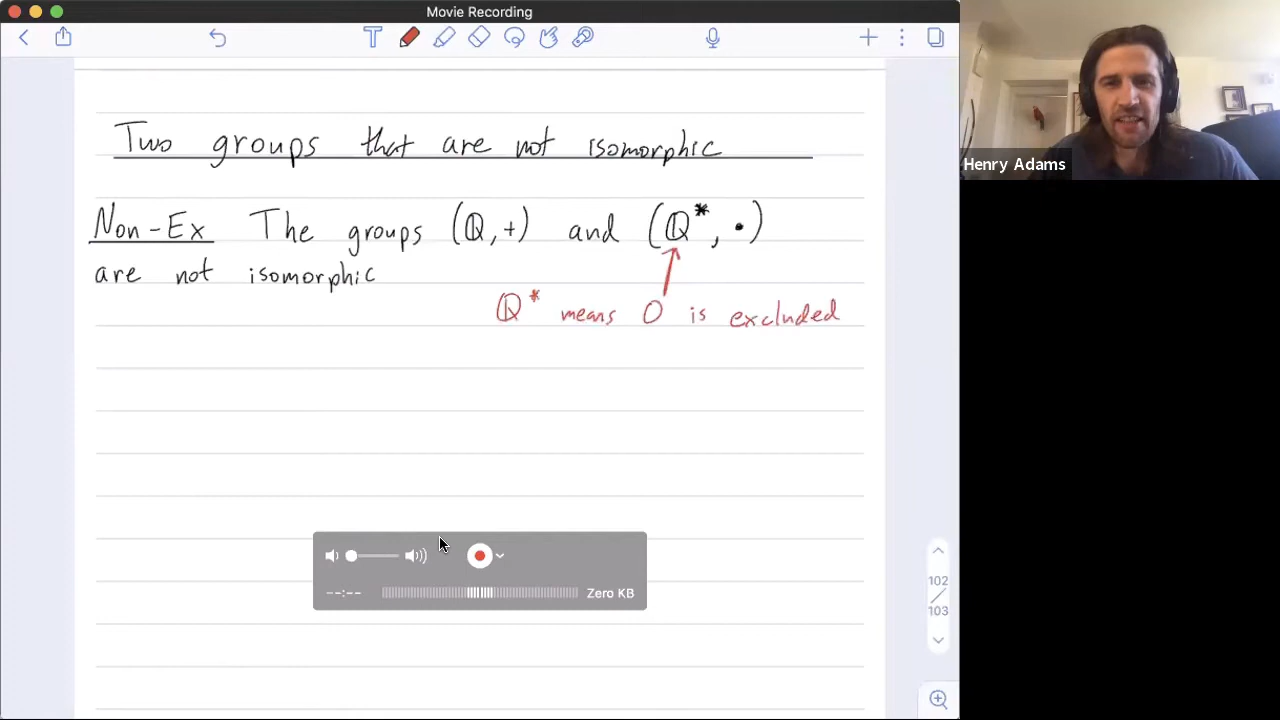 Movie Recording
Henry Adams
Two groups that are not isomorphic
Non-Ex The groups (ℚ,+) and (ℚ*, •)
are not isomorphic
ℚ* means 0 is excluded
--:-- Zero KB
102
103